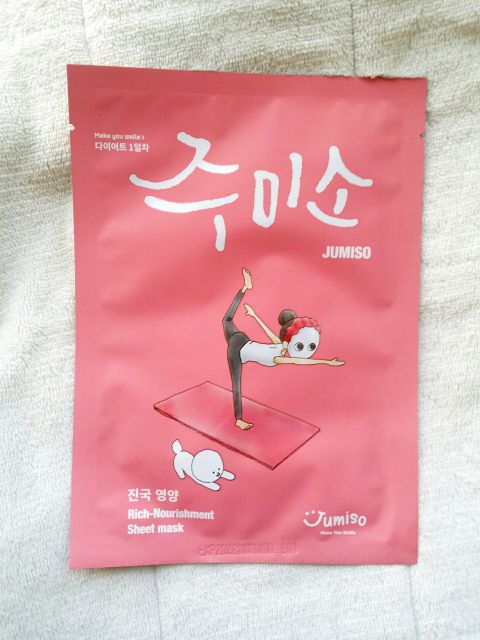 Make you smile >
다이어트 1일차
주미소
JUMISO
진국 영양
Rich-Nourishment
Sheet mask
Jumiso
Make You Smile